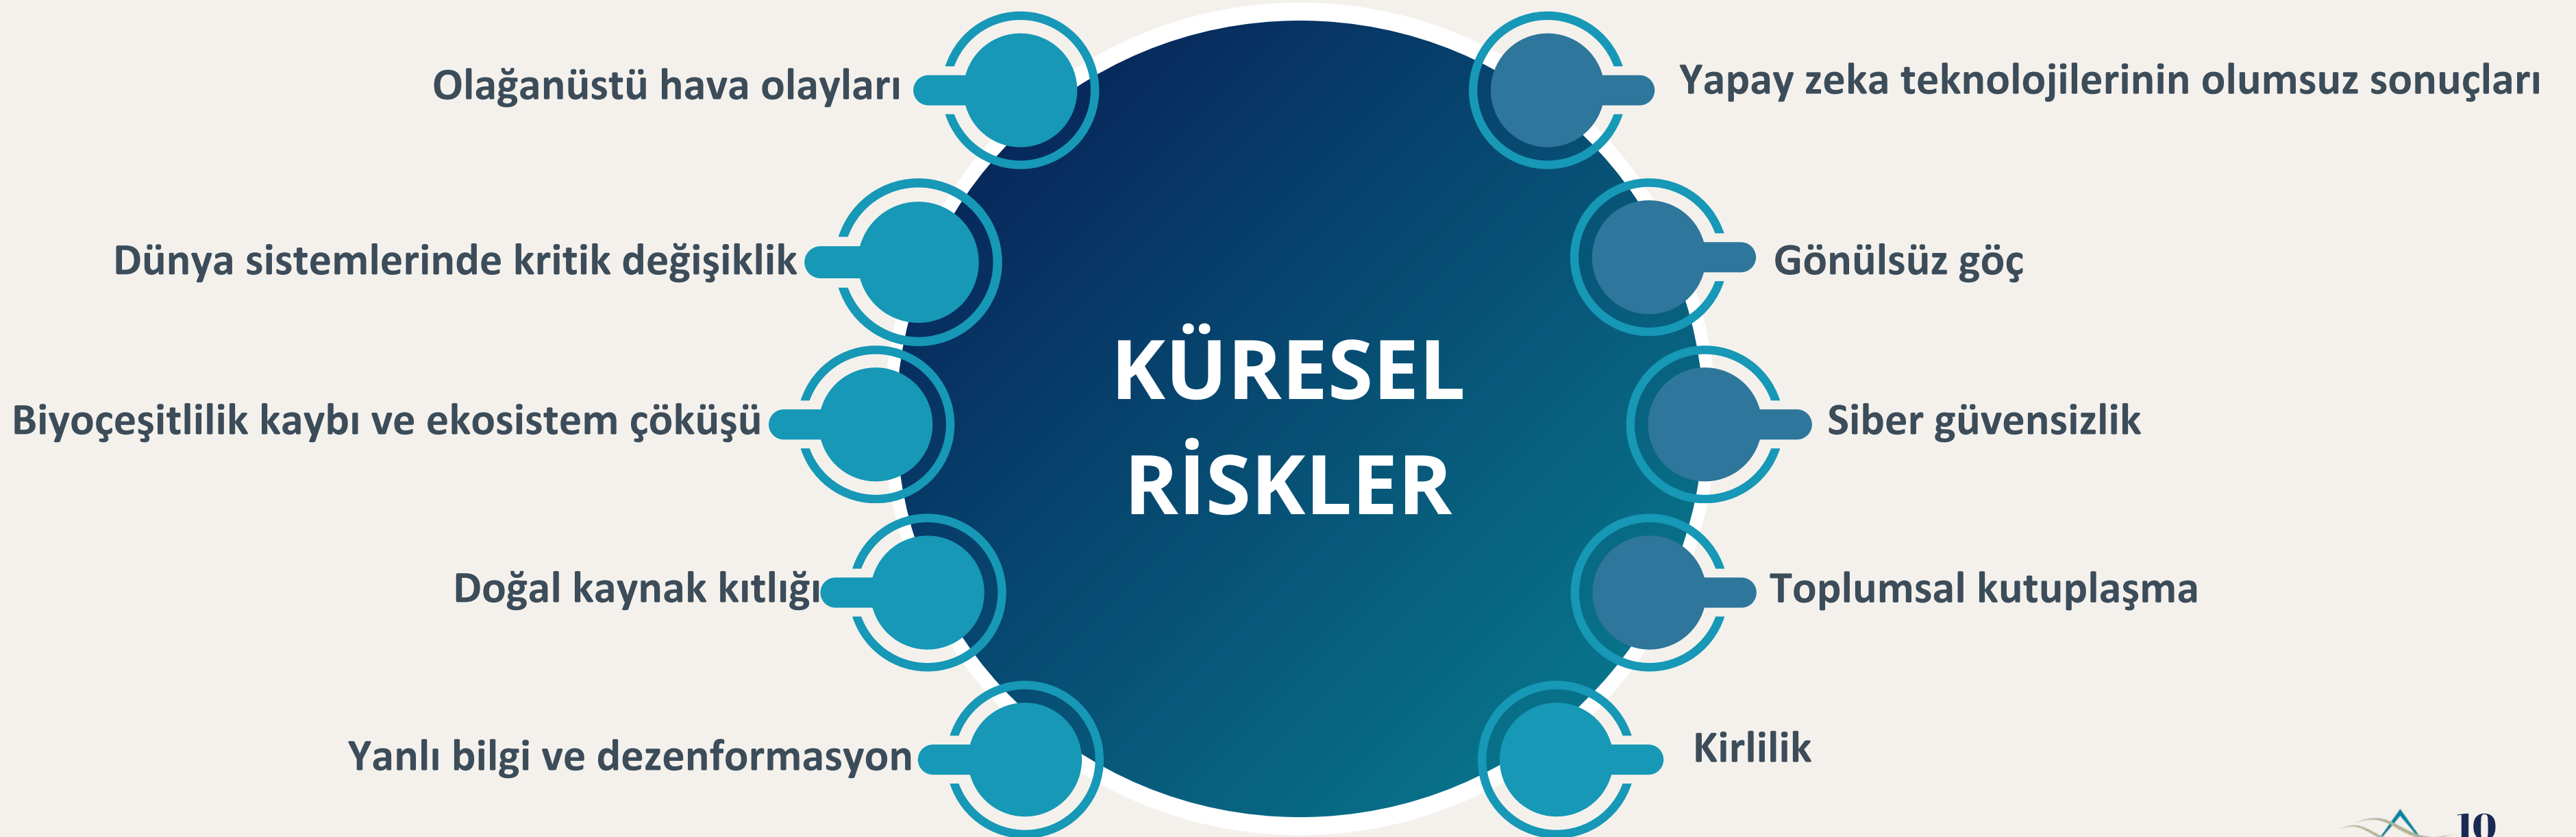 Olağanüstü hava olayları
Dünya sistemlerinde kritik değişiklik
Biyoçeşitlilik kaybı ve ekosistem çöküşü
Doğal kaynak kıtlığı
Yanlı bilgi ve dezenformasyon
KÜRESEL
RİSKLER
Yapay zeka teknolojilerinin olumsuz sonuçları
Gönülsüz göç
Siber güvensizlik
Toplumsal kutuplaşma
Kirlilik
10